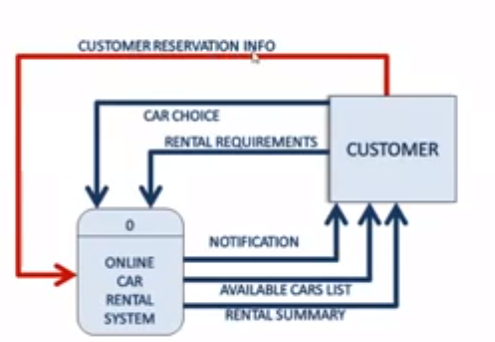 CUSTOMER RESERVATION INFO
CAR CHOICE
RENTAL REQUIREMENTS
CUSTOMER
0
ONLINE
CAR
RENTAL
SYSTEM
NOTIFICATION
AVAILABLE CARS LIST
RENTAL SUMMARY